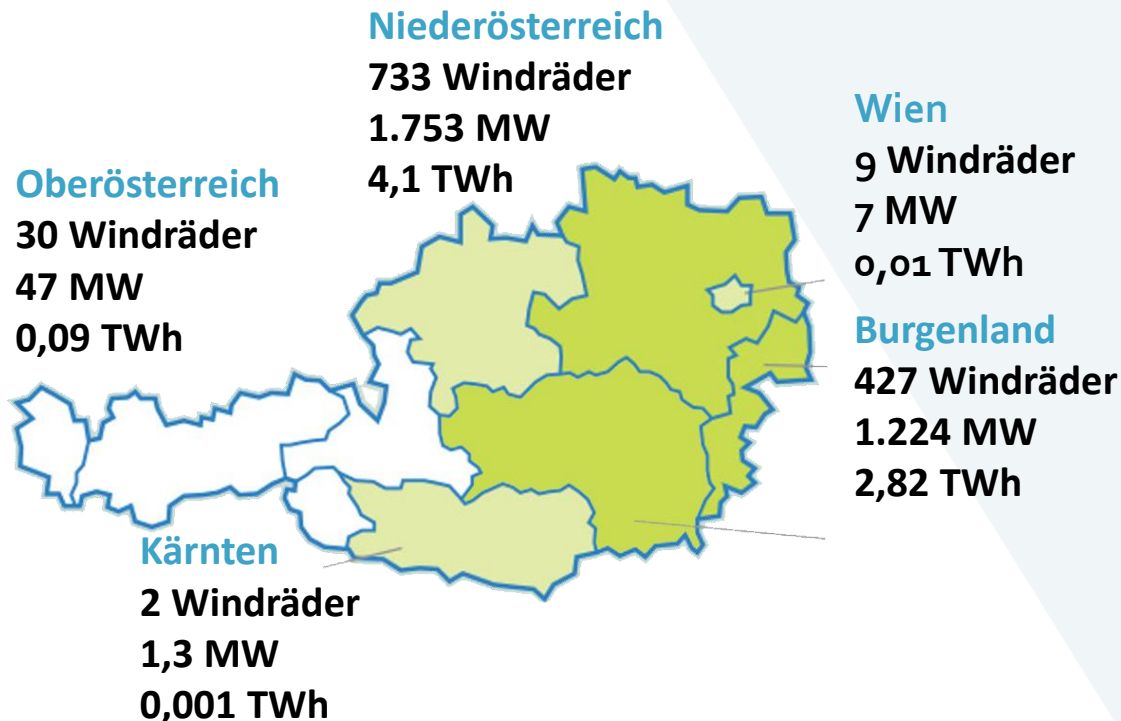 Niederösterreich
733 Windräder
1.753 MW
4,1 TWh
Oberösterreich
30 Windräder
47 MW
0,09 TWh
Wien
9 Windräder
7 MW
0,01 TWh
Burgenland
427 Windräder
1.224 MW
2,82 TWh
Kärnten
2 Windräder
1,3 MW
0,001 TWh